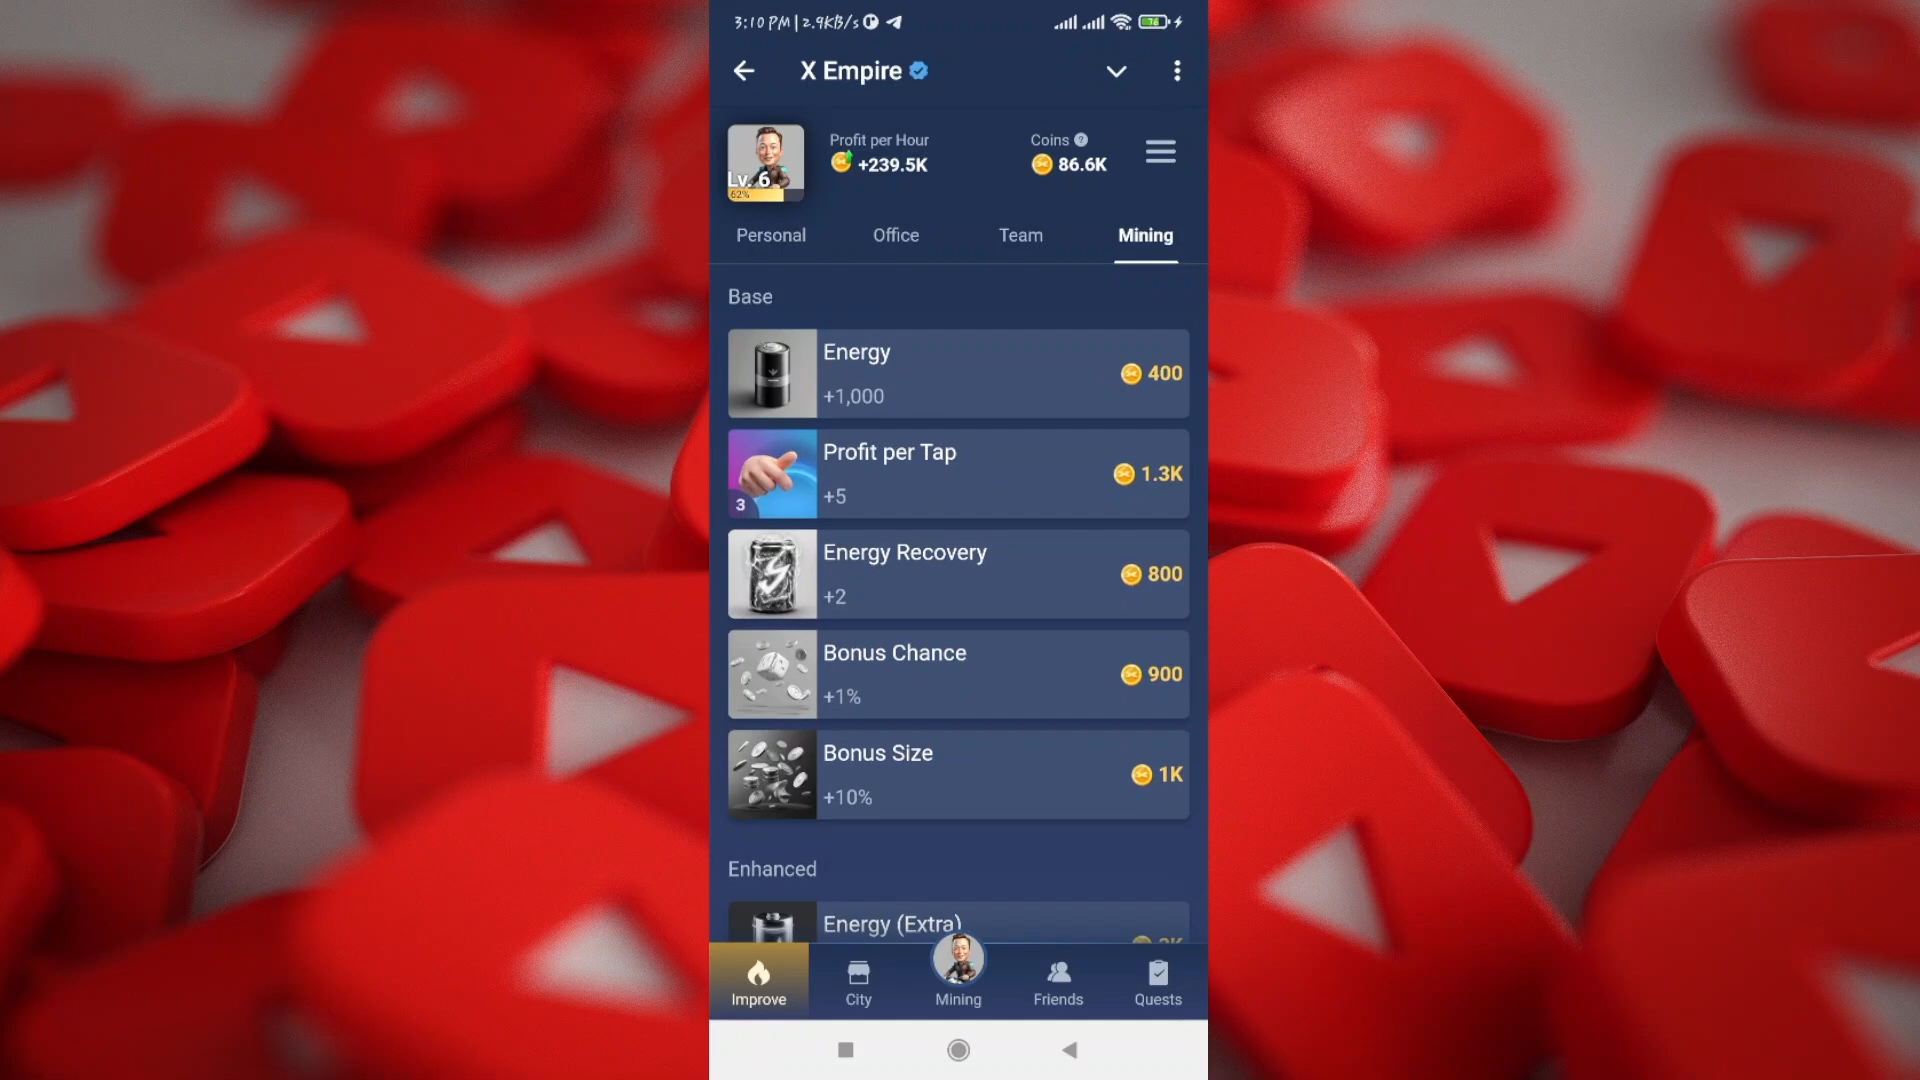 3:10 PM | 2.9KB/s
76
X Empire
Profit per Hour
+239.5K
Coins ?
86.6K
Lv. 6
62%
Personal Office Team Mining
Base
Energy
+1,000
400
Profit per Tap
+5
1.3K
3
Energy Recovery
+2
800
Bonus Chance
+1%
900
Bonus Size
+10%
1K
Enhanced
Energy (Extra)
Improve City Mining Friends Quests